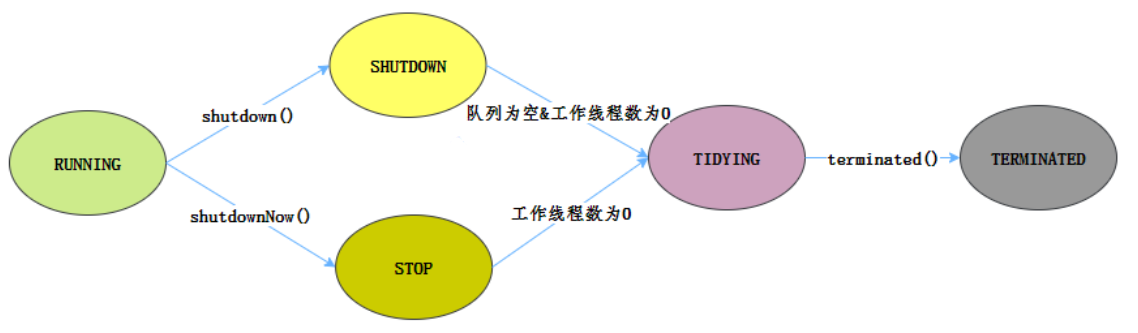 SHUTDOWN
shutdown()
队列为空&工作线程数为0
RUNNING
TIDYING
terminated()
TERMINATED
shutdownNow()
工作线程数为0
STOP